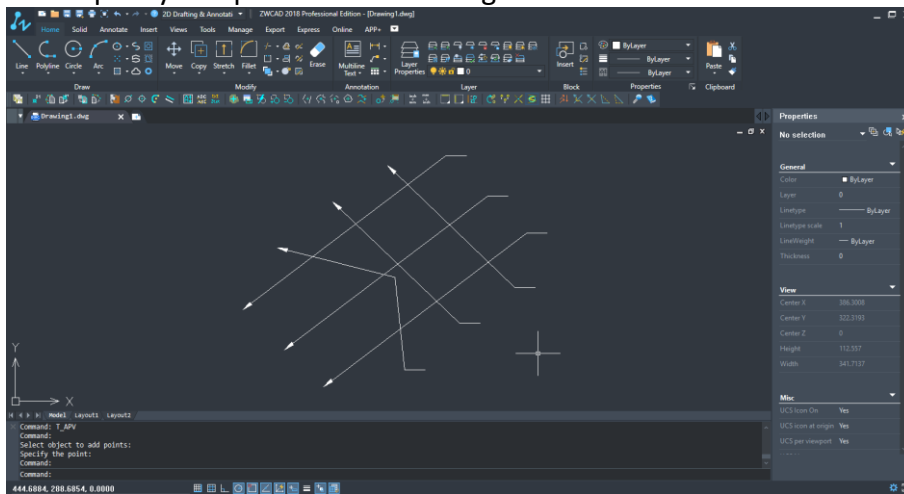 2D Drafting & Annotati
ZWCAD 2018 Professional Edition - [Drawing1.dwg]
Home Solid Annotate Insert Views Tools Manage Export Express Online APP+
Line Polyline Circle Arc
Move Copy Stretch Fillet
Erase
Multiline Text
Layer Properties
0
Insert
ByLayer
ByLayer
ByLayer
Paste
Draw Modify Annotation Layer Block Properties Clipboard
Drawing1.dwg
Properties
No selection
General
Color ByLayer
Layer 0
Linetype ByLayer
Linetype scale 1
LineWeight ByLayer
Thickness 0
View
Center X 386.3008
Center Y 322.3193
Center Z 0
Height 112.557
Width 341.7137
Misc
UCS Icon On Yes
UCS icon at origin Yes
UCS per viewport Yes
Y
X
Model Layout1 Layout2
Command: T_APV
Command:
Select object to add points:
Specify the point:
Command:
Command:
444.6884, 288.6854, 0.0000